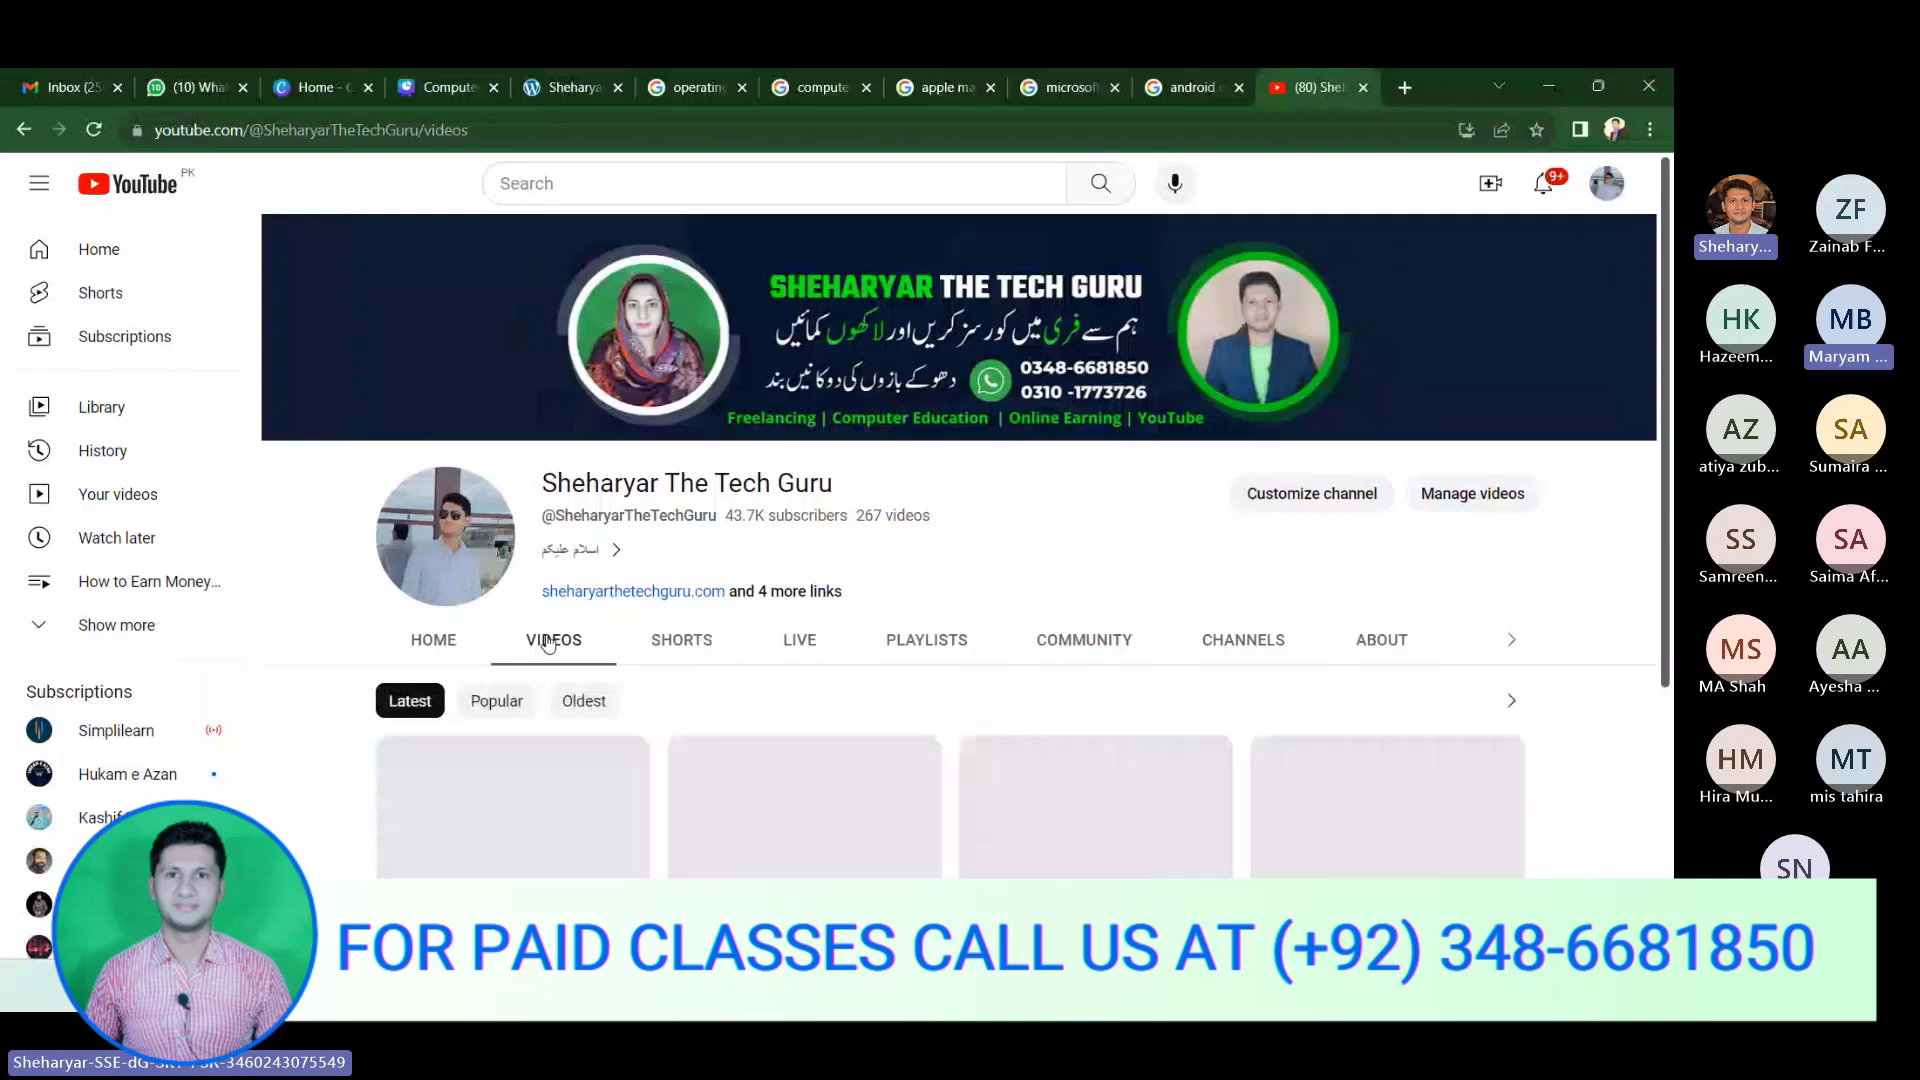 Inbox (25
(10) Wha
Home - C
Compute
Sheharya
operatin
compute
apple ma
microsof
android c
(80) Shel
youtube.com/@SheharyarTheTechGuru/videos
YouTube PK
Search
9+
Home
Shorts
Subscriptions
Library
History
Your videos
Watch later
How to Earn Money...
Show more
Subscriptions
Simplilearn
Hukam e Azan
Kashif
SHEHARYAR THE TECH GURU
ہم سے فری میں کورسز کریں اور لاکھوں کمائیں
دھوکے بازوں کی دوکانیں بند
0348-6681850
0310 -1773726
Freelancing | Computer Education | Online Earning | YouTube
Sheharyar The Tech Guru
@SheharyarTheTechGuru 43.7K subscribers 267 videos
اسلام علیکم
sheharyarthetechguru.com and 4 more links
Customize channel
Manage videos
HOME
VIDEOS
SHORTS
LIVE
PLAYLISTS
COMMUNITY
CHANNELS
ABOUT
Latest
Popular
Oldest
Shehary...
ZF
Zainab F...
HK
Hazeem...
MB
Maryam ...
AZ
atiya zub...
SA
Sumaira ...
SS
Samreen...
SA
Saima Af...
MS
MA Shah
AA
Ayesha ...
HM
Hira Mu...
MT
mis tahira
SN
FOR PAID CLASSES CALL US AT (+92) 348-6681850